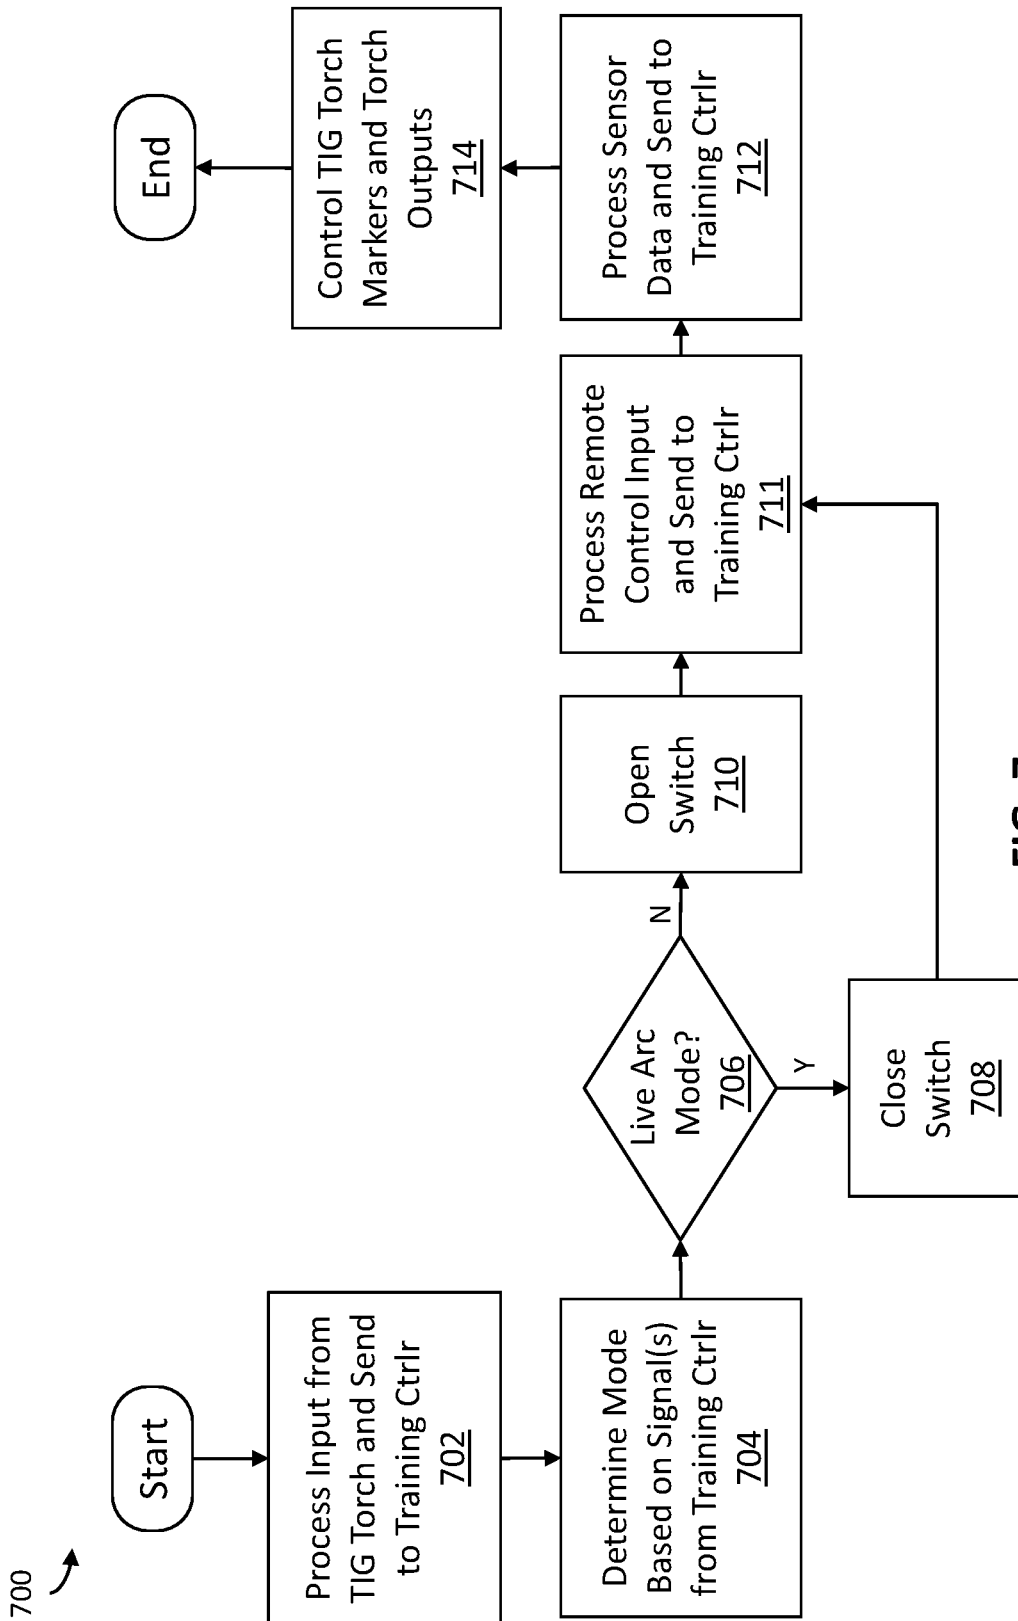 700
Start
Process Input from
TIG Torch and Send
to Training Ctrlr
702
Determine Mode
Based on Signal(s)
from Training Ctrlr
704
Live Arc
Mode?
706
Y
N
Close
Switch
708
Open
Switch
710
Process Remote
Control Input
and Send to
Training Ctrlr
711
Process Sensor
Data and Send to
Training Ctrlr
712
Control TIG Torch
Markers and Torch
Outputs
714
End